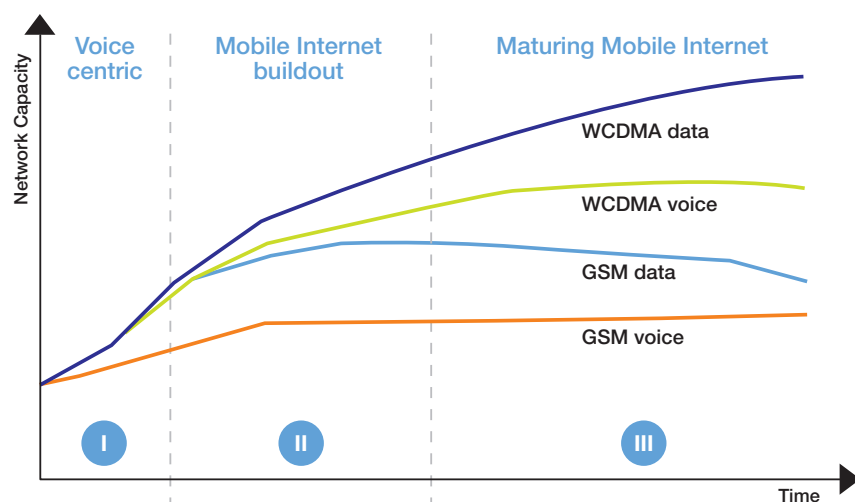 Voice
centric
Mobile Internet
buildout
Maturing Mobile Internet
Network Capacity
WCDMA data
WCDMA voice
GSM data
GSM voice
I
II
III
Time